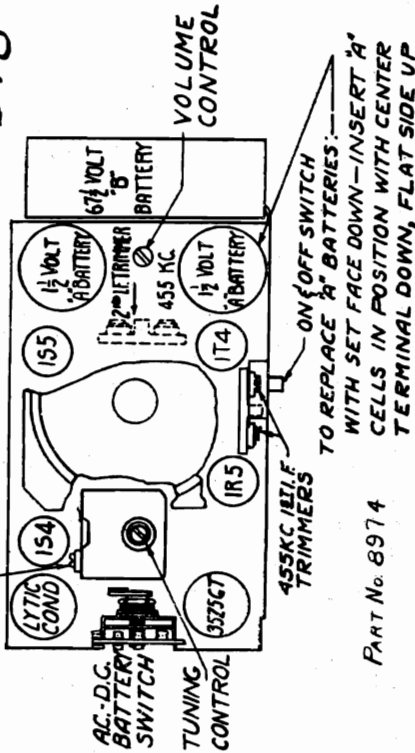 VOLUME
CONTROL
67½ VOLT
"B"
BATTERY
1½ VOLT
"A" BATTERY
1½ VOLT
"A" BATTERY
2ND I.F. TRIMMER
455 KC
1S5
1T4
1S4
1R5
LYTIC
COND
35Z5GT
A.C.-D.C.
BATTERY
SWITCH
TUNING
CONTROL
455KC 1ST I.F.
TRIMMERS
ON & OFF SWITCH
TO REPLACE "A" BATTERIES:
WITH SET FACE DOWN-INSERT "A"
CELLS IN POSITION WITH CENTER
TERMINAL DOWN, FLAT SIDE UP
PART No. 8974